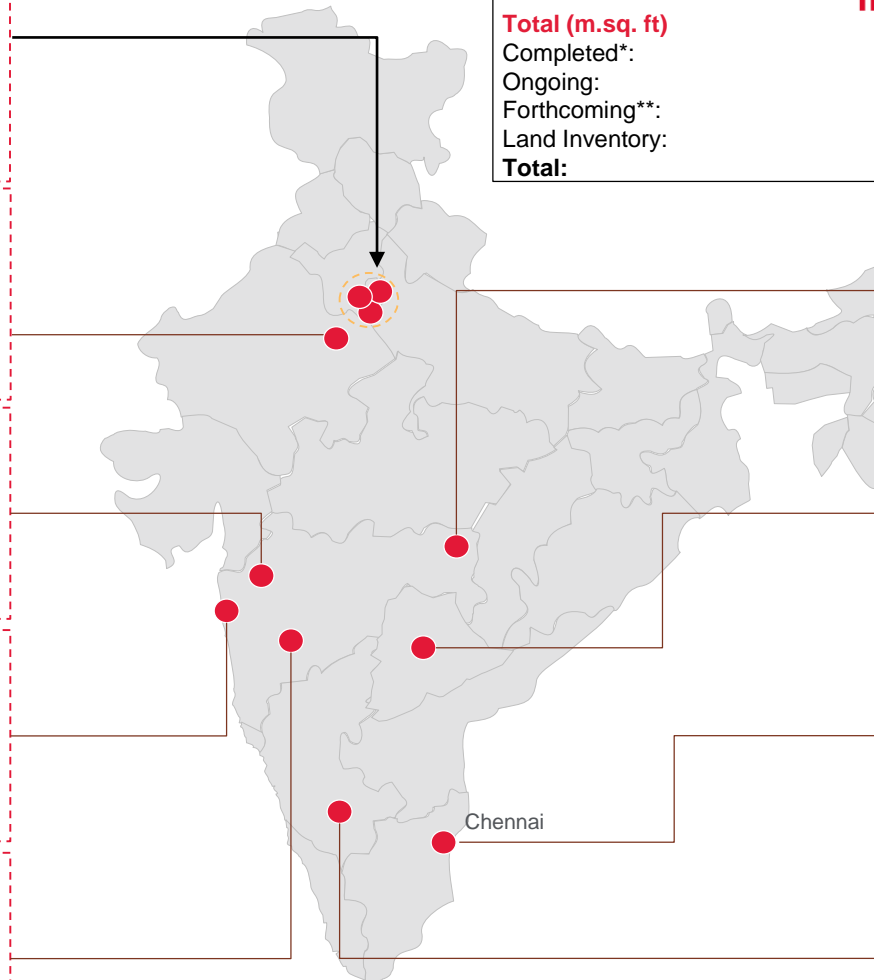 Total (m.sq. ft)
Completed*:
Ongoing:
Forthcoming**:
Land Inventory:
Total:
Chennai